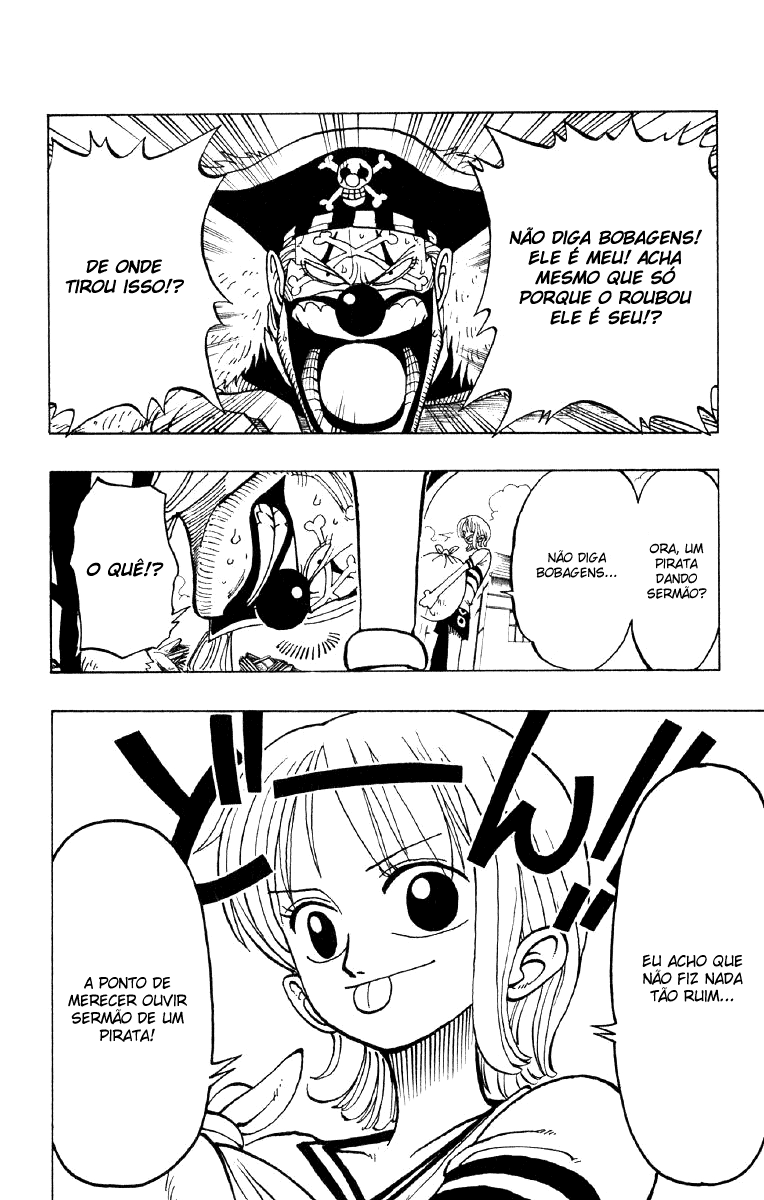 NÃO DIGA BOBAGENS!
ELE É MEU! ACHA
MESMO QUE SÓ
PORQUE O ROUBOU
ELE É SEU!?
DE ONDE
TIROU ISSO!?
ORA, UM
PIRATA
DANDO
SERMÃO?
NÃO DIGA
BOBAGENS...
O QUÊ!?
EU ACHO QUE
NÃO FIZ NADA
TÃO RUIM...
A PONTO DE
MERECER OUVIR
SERMÃO DE UM
PIRATA!